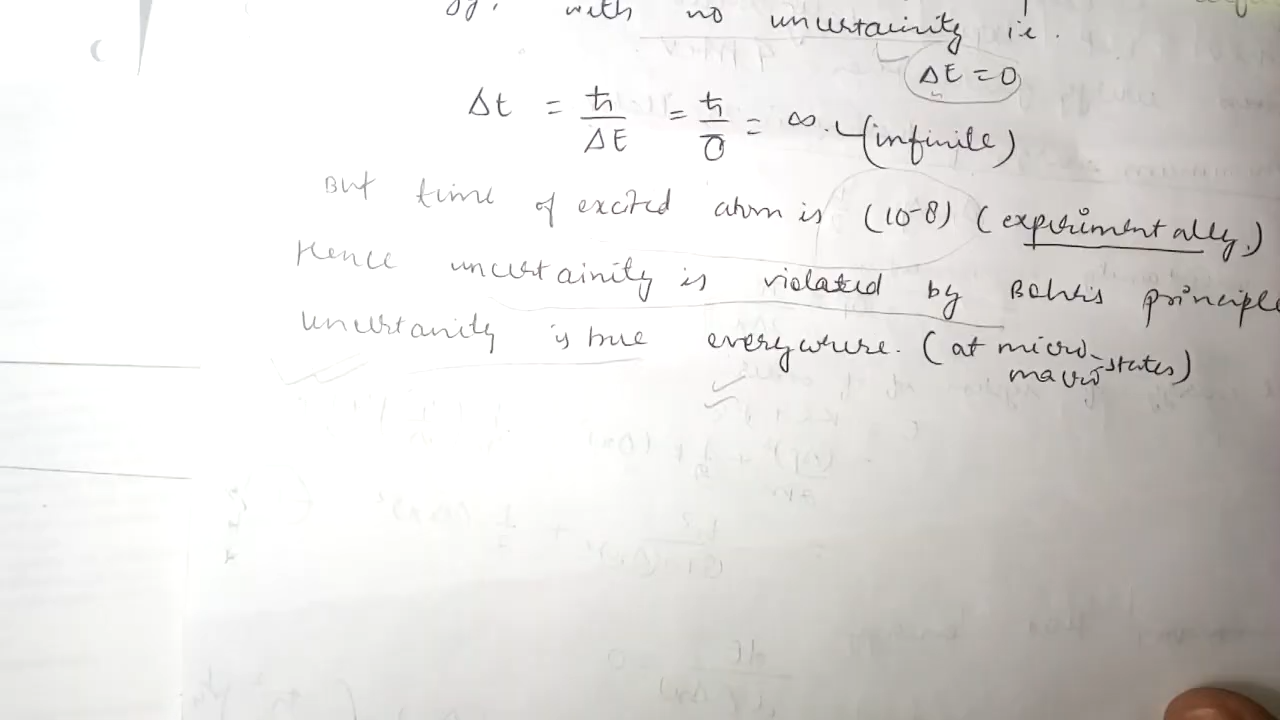 gy. with no uncertainity i.e.
ΔE = 0
Δt = ħ/ΔE = ħ/0 = ∞. (infinite)
But time of excited atom is (10-8) (experimentally.)
Hence uncertainity is violated by Bohr's principle
Uncertanity is true everywhere. (at micro- macro states)